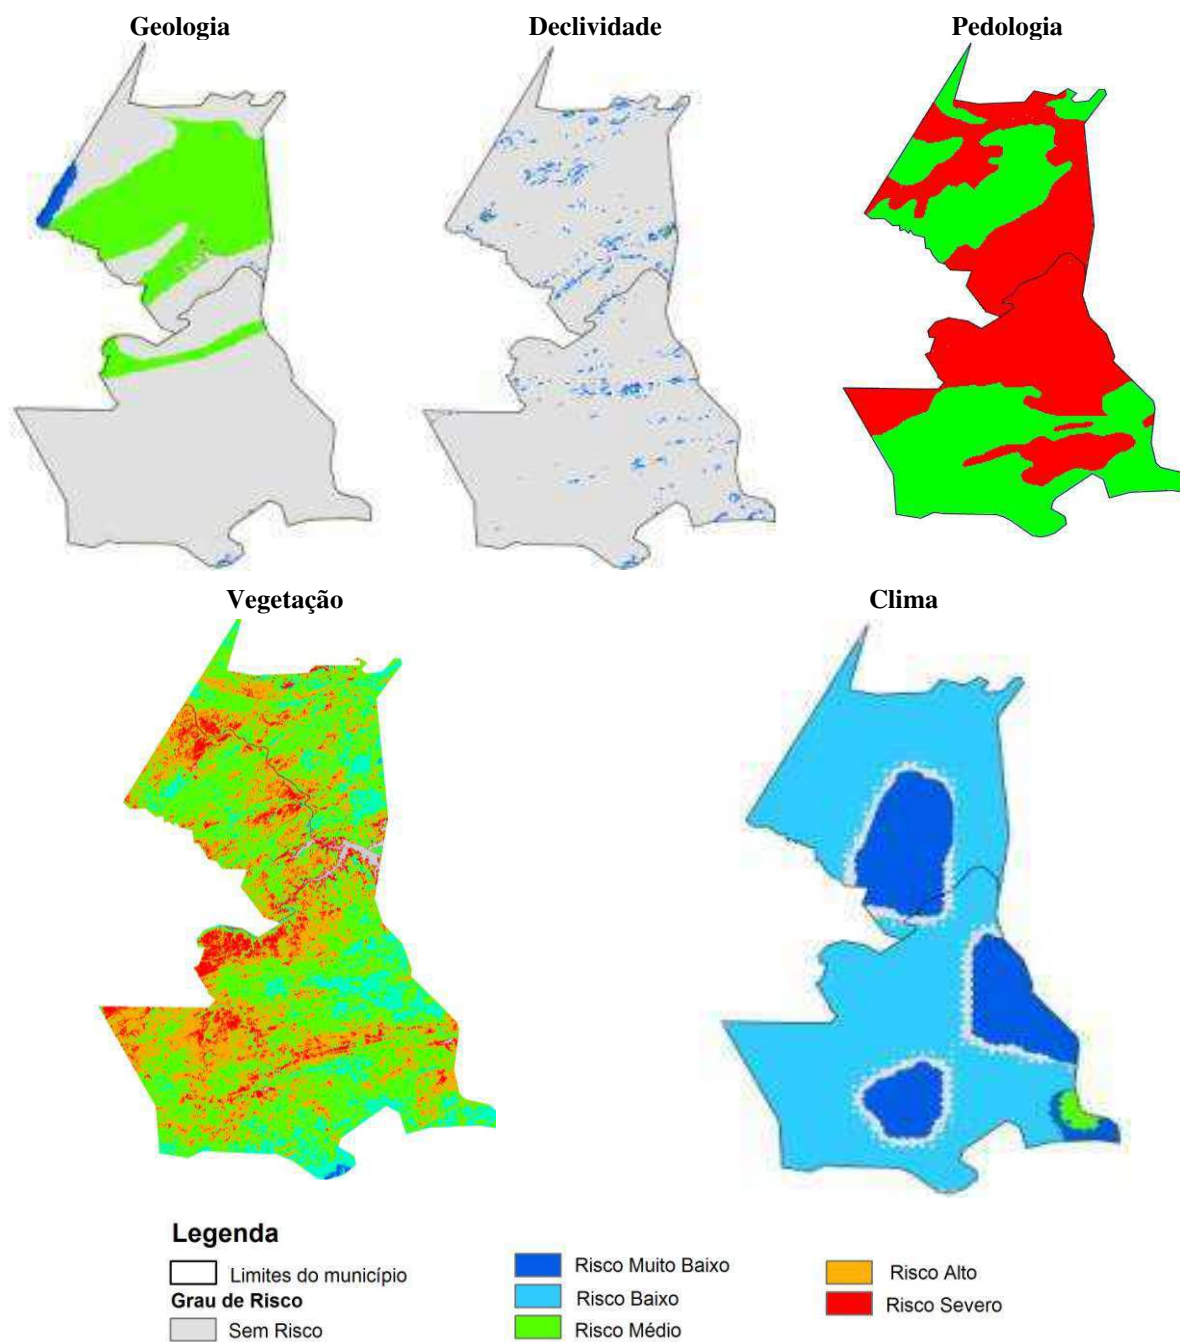 Geologia
Declividade
Pedologia
Vegetação
Clima
Legenda
Limites do município
Grau de Risco
Sem Risco
Risco Muito Baixo
Risco Baixo
Risco Médio
Risco Alto
Risco Severo